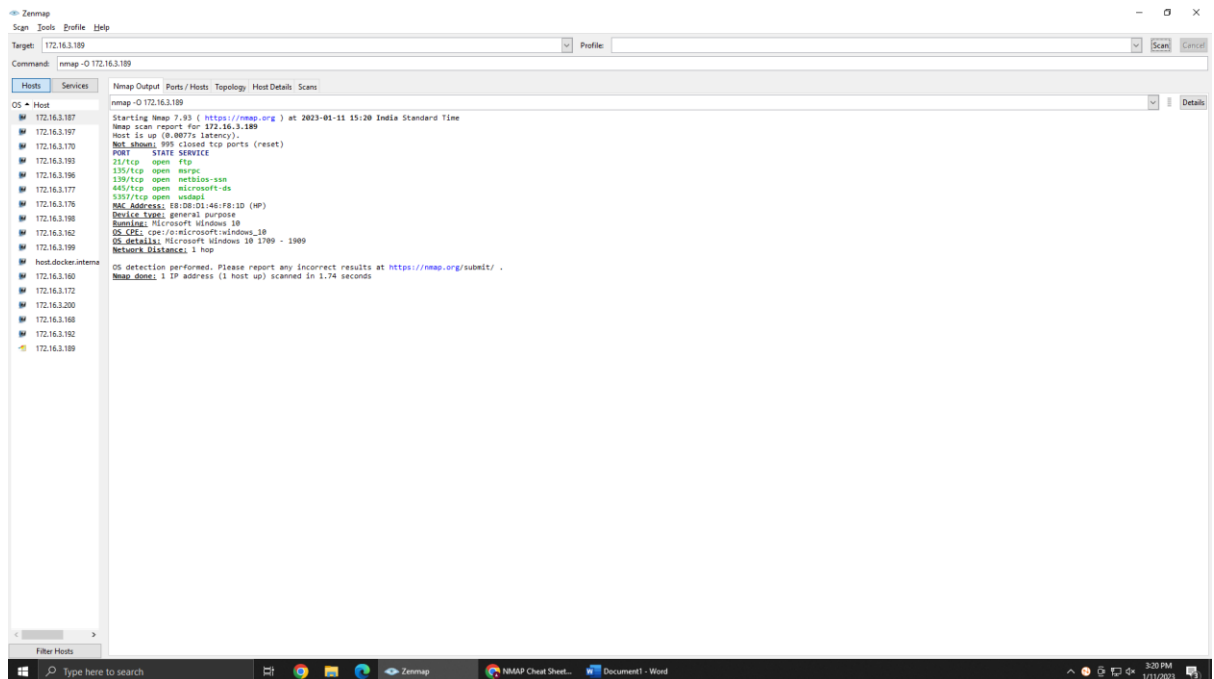 Zenmap
Scan Tools Profile Help
Target: 172.16.3.189 Profile: Scan Cancel
Command: nmap -O 172.16.3.189
Hosts Services Nmap Output Ports / Hosts Topology Host Details Scans
OS Host nmap -O 172.16.3.189 Details
172.16.3.187
172.16.3.197
172.16.3.170
172.16.3.193
172.16.3.196
172.16.3.177
172.16.3.176
172.16.3.198
172.16.3.162
172.16.3.199
host.docker.interna
172.16.3.160
172.16.3.172
172.16.3.200
172.16.3.168
172.16.3.192
172.16.3.189
Starting Nmap 7.93 ( https://nmap.org ) at 2023-01-11 15:20 India Standard Time
Nmap scan report for 172.16.3.189
Host is up (0.0077s latency).
Not shown: 995 closed tcp ports (reset)
PORT STATE SERVICE
21/tcp open ftp
135/tcp open msrpc
139/tcp open netbios-ssn
445/tcp open microsoft-ds
5357/tcp open wsdapi
MAC Address: E8:D8:D1:46:F8:1D (HP)
Device type: general purpose
Running: Microsoft Windows 10
OS CPE: cpe:/o:microsoft:windows_10
OS details: Microsoft Windows 10 1709 - 1909
Network Distance: 1 hop
OS detection performed. Please report any incorrect results at https://nmap.org/submit/ .
Nmap done: 1 IP address (1 host up) scanned in 1.74 seconds
Filter Hosts
Type here to search Zenmap NMAP Cheat Sheet... Document1 - Word 3:20 PM
1/11/2023